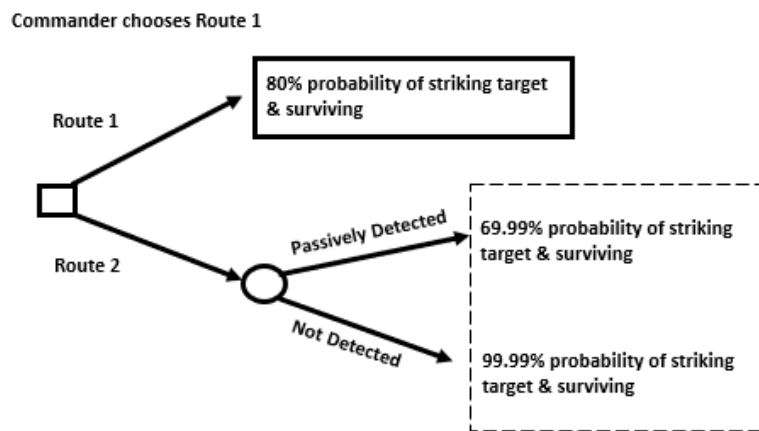 Commander chooses Route 1
80% probability of striking target
& surviving
Route 1
Passively Detected
69.99% probability of striking
target & surviving
Route 2
Not Detected
99.99% probability of striking
target & surviving